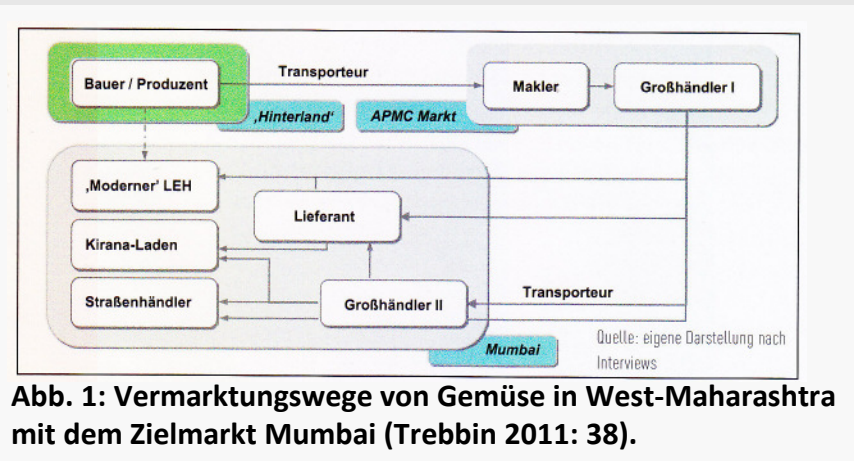 Bauer / Produzent
Transporteur
Makler
Großhändler I
‚Hinterland‘
APMC Markt
‚Moderner’ LEH
Lieferant
Kirana-Laden
Straßenhändler
Großhändler II
Transporteur
Mumbai
Quelle: eigene Darstellung nach
Interviews
Abb. 1: Vermarktungswege von Gemüse in West-Maharashtra
mit dem Zielmarkt Mumbai (Trebbin 2011: 38).